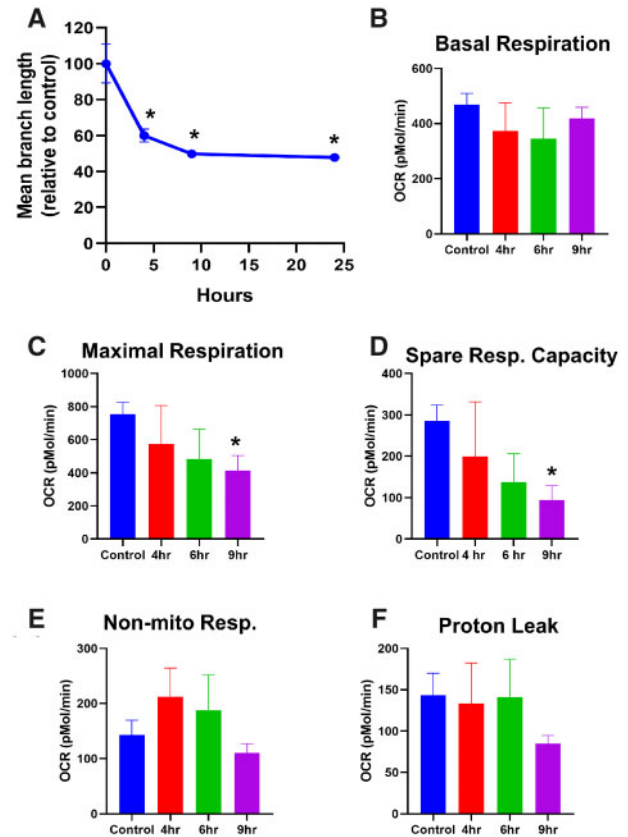 A
Mean branch length
(relative to control)
120
100
80
60
40
20
0
*
*
*
0 5 10 15 20 25
Hours
B
Basal Respiration
OCR (pMol/min)
600
400
200
0
Control 4hr 6hr 9hr
C
Maximal Respiration
OCR (pMol/min)
1000
800
600
400
200
0
*
Control 4hr 6hr 9hr
D
Spare Resp. Capacity
OCR (pMol/min)
400
300
200
100
0
*
Control 4 hr 6 hr 9hr
E
Non-mito Resp.
OCR (pMol/min)
300
200
100
0
Control 4hr 6hr 9hr
F
Proton Leak
OCR (pMol/min)
200
150
100
50
0
Control 4hr 6hr 9hr